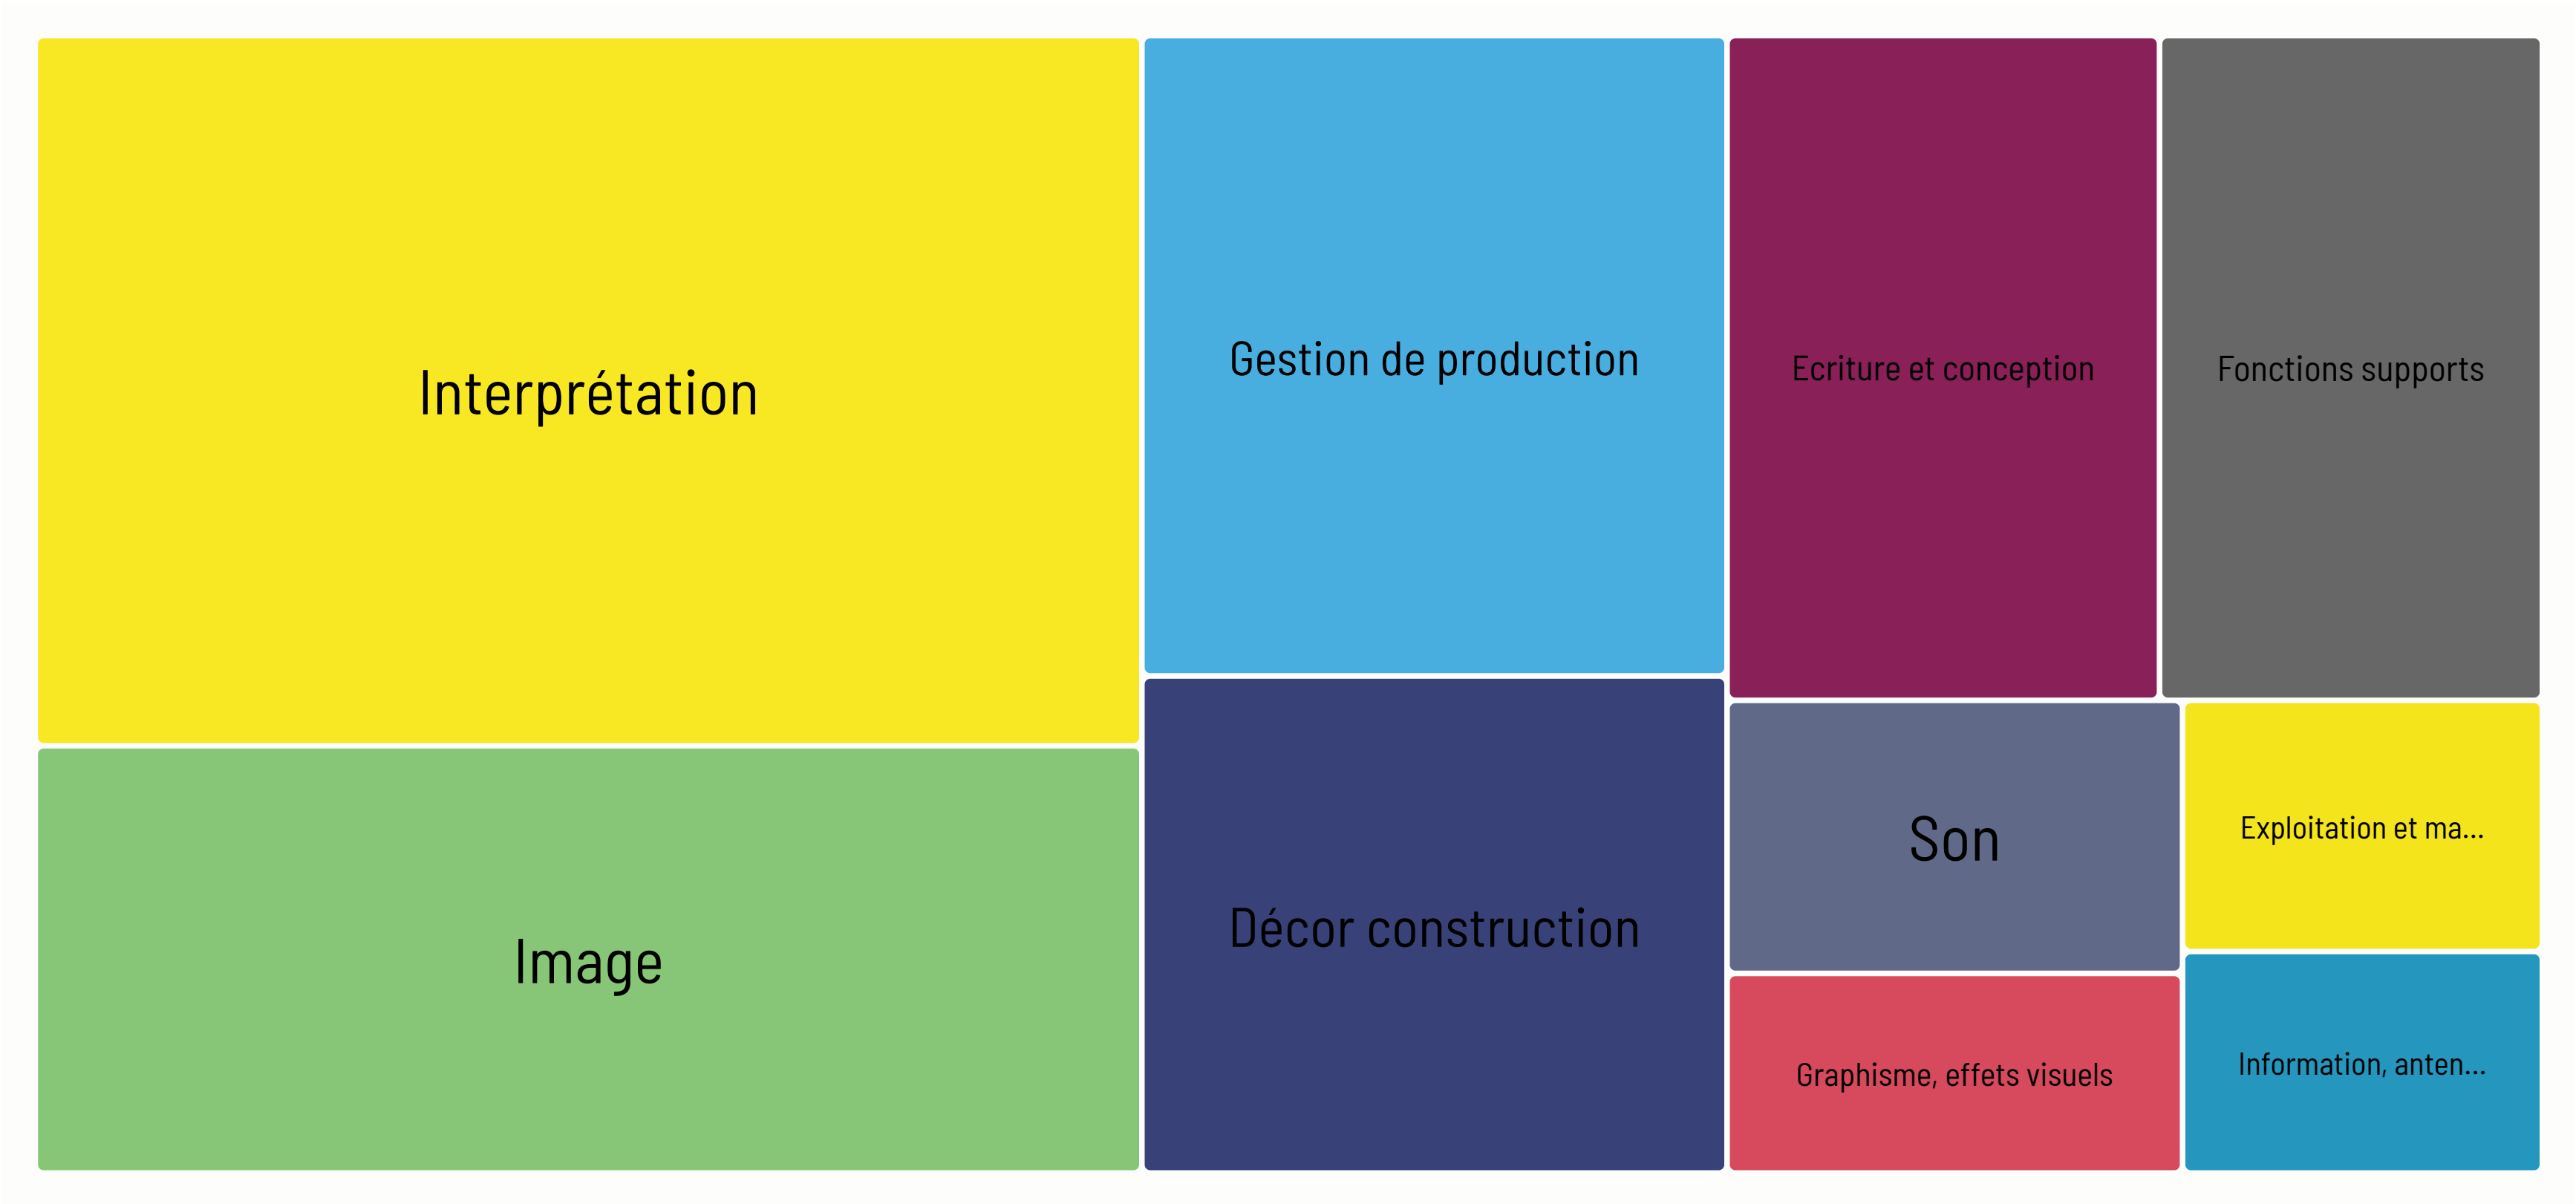 Interprétation
Gestion de production
Ecriture et conception
Fonctions supports
Image
Décor construction
Son
Exploitation et ma...
Graphisme, effets visuels
Information, anten...